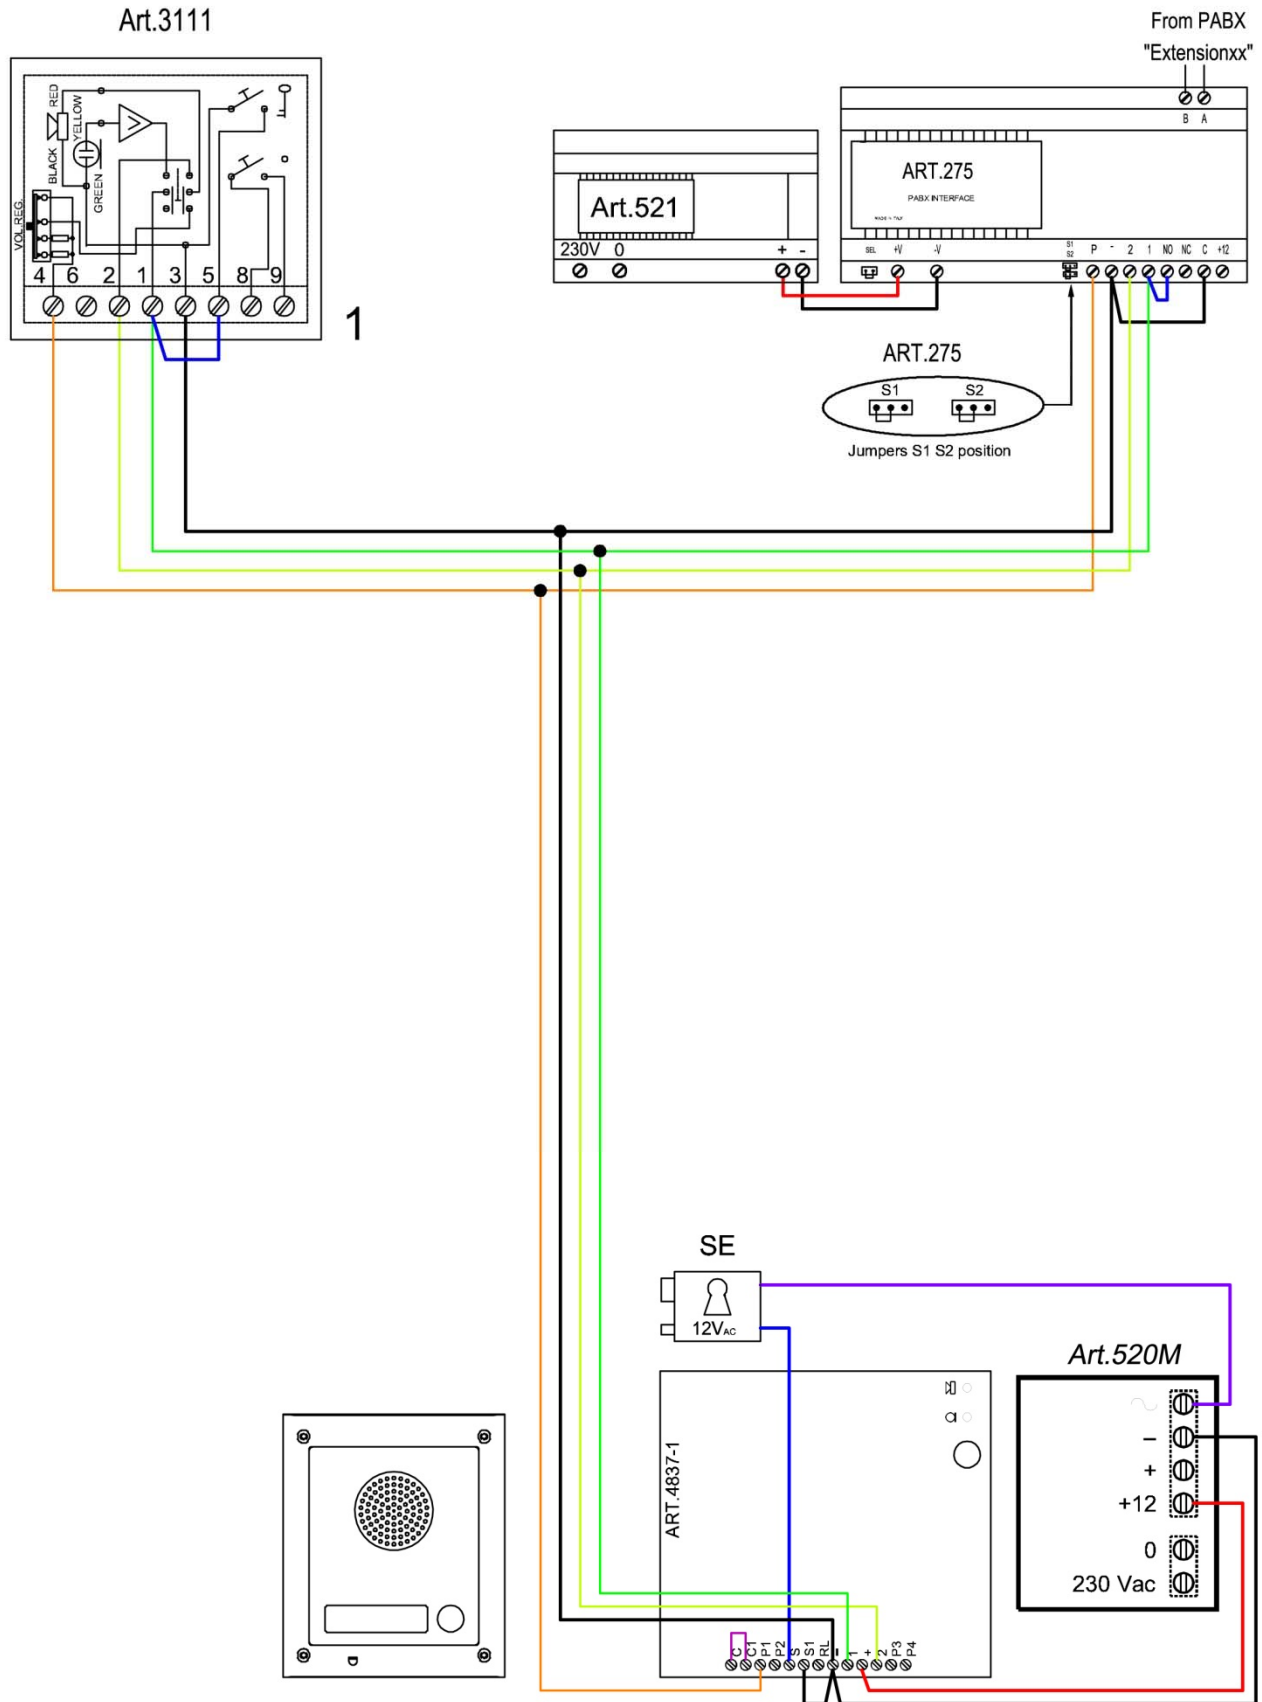 Art.3111
From PABX
"Extensionxx"
RED
YELLOW
BLACK
GREEN
VOL.REG.
4 6 2 1 3 5 8 9
1
Art.521
230V 0 + -
B A
ART.275
PABX INTERFACE
MADE IN ITALY
SEL +V -V S1 S2 P - 2 1 NO NC C +12
ART.275
S1 S2
Jumpers S1 S2 position
SE
12VAC
Art.520M
–
+
+12
0
230 Vac
ART.4837-1
C C1 P1 P2 S S1 RL – 1 + 2 P3 P4